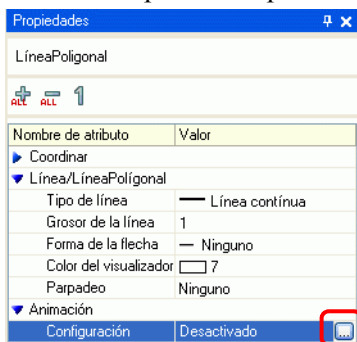 Propiedades
LíneaPoligonal
ALL ALL 1
Nombre de atributo Valor
Coordinar
Línea/LíneaPolígonal
Tipo de línea Línea contínua
Grosor de la línea 1
Forma de la flecha Ninguno
Color del visualizador 7
Parpadeo Ninguno
Animación
Configuración Desactivado ...